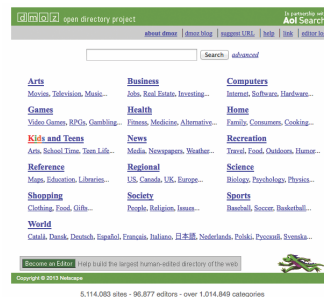 dmoz open directory project
In partnership with
Aol Search
about dmoz | dmoz blog | suggest URL | help | link | editor lo
Search advanced
Arts Business Computers
Movies, Television, Music... Jobs, Real Estate, Investing... Internet, Software, Hardware...
Games Health Home
Video Games, RPGs, Gambling... Fitness, Medicine, Alternative... Family, Consumers, Cooking...
Kids and Teens News Recreation
Arts, School Time, Teen Life... Media, Newspapers, Weather... Travel, Food, Outdoors, Humor...
Reference Regional Science
Maps, Education, Libraries... US, Canada, UK, Europe... Biology, Psychology, Physics...
Shopping Society Sports
Clothing, Food, Gifts... People, Religion, Issues... Baseball, Soccer, Basketball...
World
Català, Dansk, Deutsch, Español, Français, Italiano, 日本語, Nederlands, Polski, Русский, Svenska...
Become an Editor Help build the largest human-edited directory of the web
Copyright © 2013 Netscape
5,114,083 sites - 98,877 editors - over 1,014,849 categories